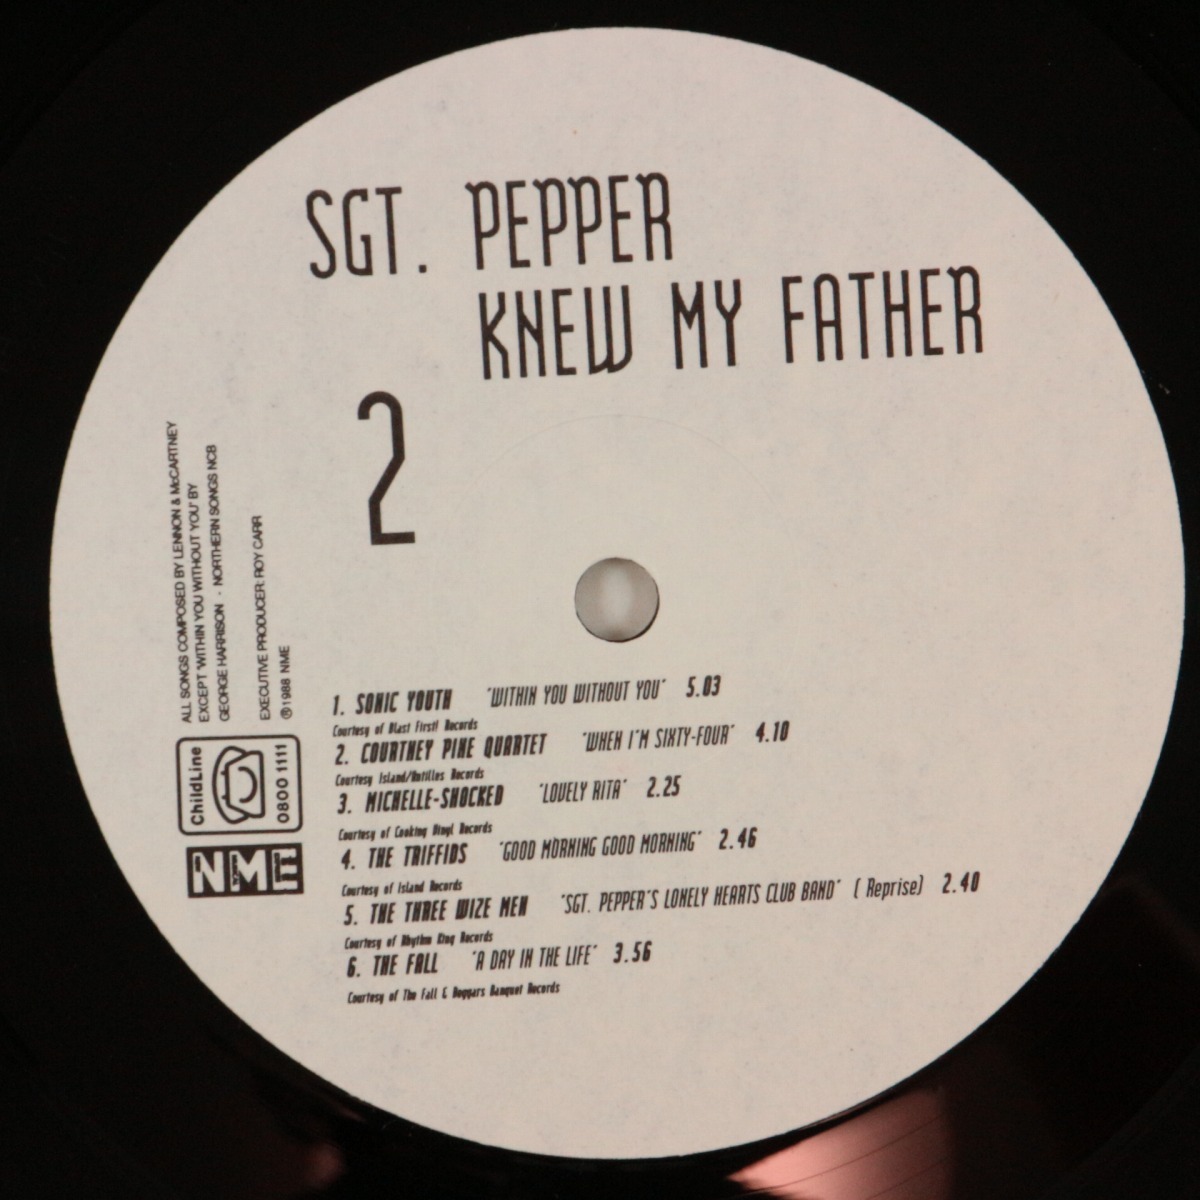 SGT. PEPPER
KNEW MY FATHER
2
ALL SONGS COMPOSED BY LENNON & McCARTNEY
EXCEPT 'WITHIN YOU WITHOUT YOU' BY
GEORGE HARRISON - NORTHERN SONGS NCB
EXECUTIVE PRODUCER: ROY CARR
℗1988 NME
ChildLine
0800 1111
NME
1. SONIC YOUTH "WITHIN YOU WITHOUT YOU" 5.03
Courtesy of Blast First! Records
2. COURTNEY PINE QUARTET "WHEN I'M SIXTY-FOUR" 4.10
Courtesy Island/Antilles Records
3. MICHELLE-SHOCKED "LOVELY RITA" 2.25
Courtesy of Cooking Vinyl Records
4. THE TRIFFIDS "GOOD MORNING GOOD MORNING" 2.46
Courtesy of Island Records
5. THE THREE WIZE MEN "SGT. PEPPER'S LONELY HEARTS CLUB BAND" ( Reprise) 2.40
Courtesy of Rhythm King Records
6. THE FALL "A DAY IN THE LIFE" 3.56
Courtesy of The Fall & Beggars Banquet Records